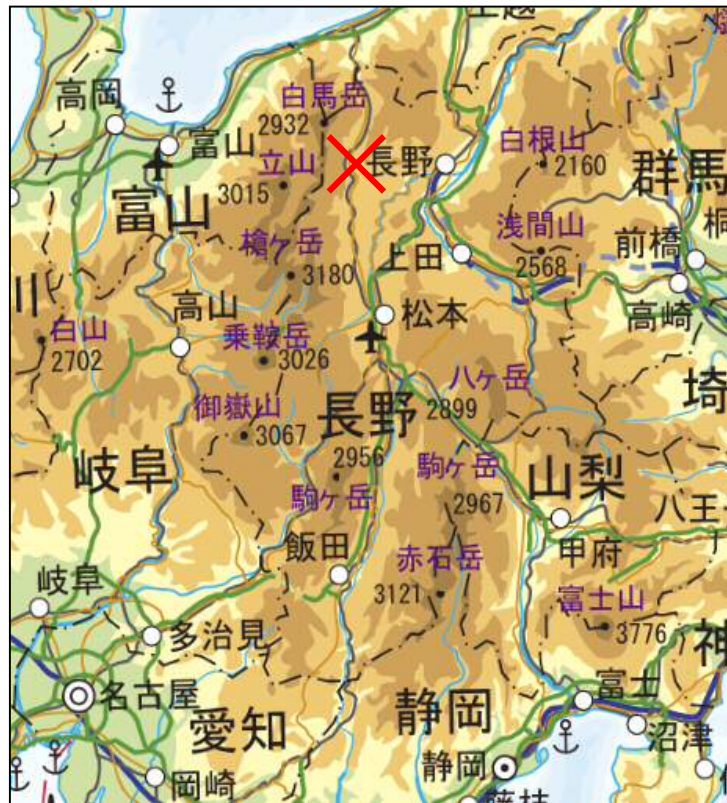 高岡
富山
富山
白馬岳
2932
立山
3015
長野
白根山
2160
群馬
槍ヶ岳
3180
上田
浅間山
2568
前橋
桐
高崎
川
白山
2702
高山
松本
乗鞍岳
3026
八ヶ岳
2899
埼
御嶽山
3067
長野
2956
駒ヶ岳
駒ヶ岳
2967
山梨
岐阜
八王
甲府
飯田
赤石岳
3121
富士山
3776
岐阜
多治見
神
名古屋
愛知
静岡
富士
沼津
静岡
岡崎